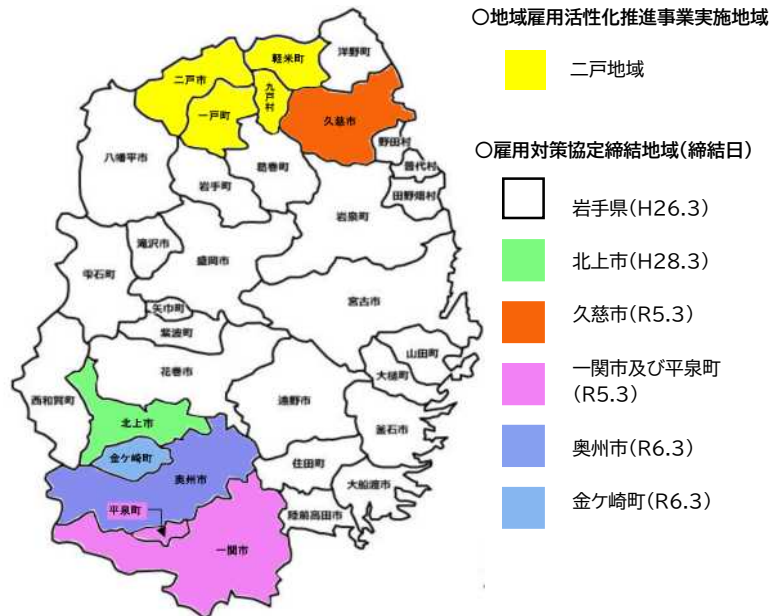 ○地域雇用活性化推進事業実施地域
二戸地域
○雇用対策協定締結地域(締結日)
岩手県(H26.3)
北上市(H28.3)
久慈市(R5.3)
一関市及び平泉町
(R5.3)
奥州市(R6.3)
金ケ崎町(R6.3)
洋野町
軽米町
二戸市
九戸村
一戸町
久慈市
野田村
八幡平市
葛巻町
普代村
岩手町
田野畑村
岩泉町
滝沢市
盛岡市
雫石町
宮古市
矢巾町
紫波町
山田町
花巻市
大槌町
西和賀町
遠野市
釜石市
北上市
金ケ崎町
住田町
奥州市
大船渡市
平泉町
陸前高田市
一関市